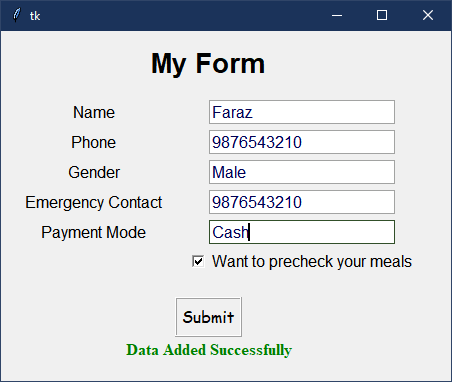 tk
My Form
Name Faraz
Phone 9876543210
Gender Male
Emergency Contact 9876543210
Payment Mode Cash
Want to precheck your meals
Submit
Data Added Successfully